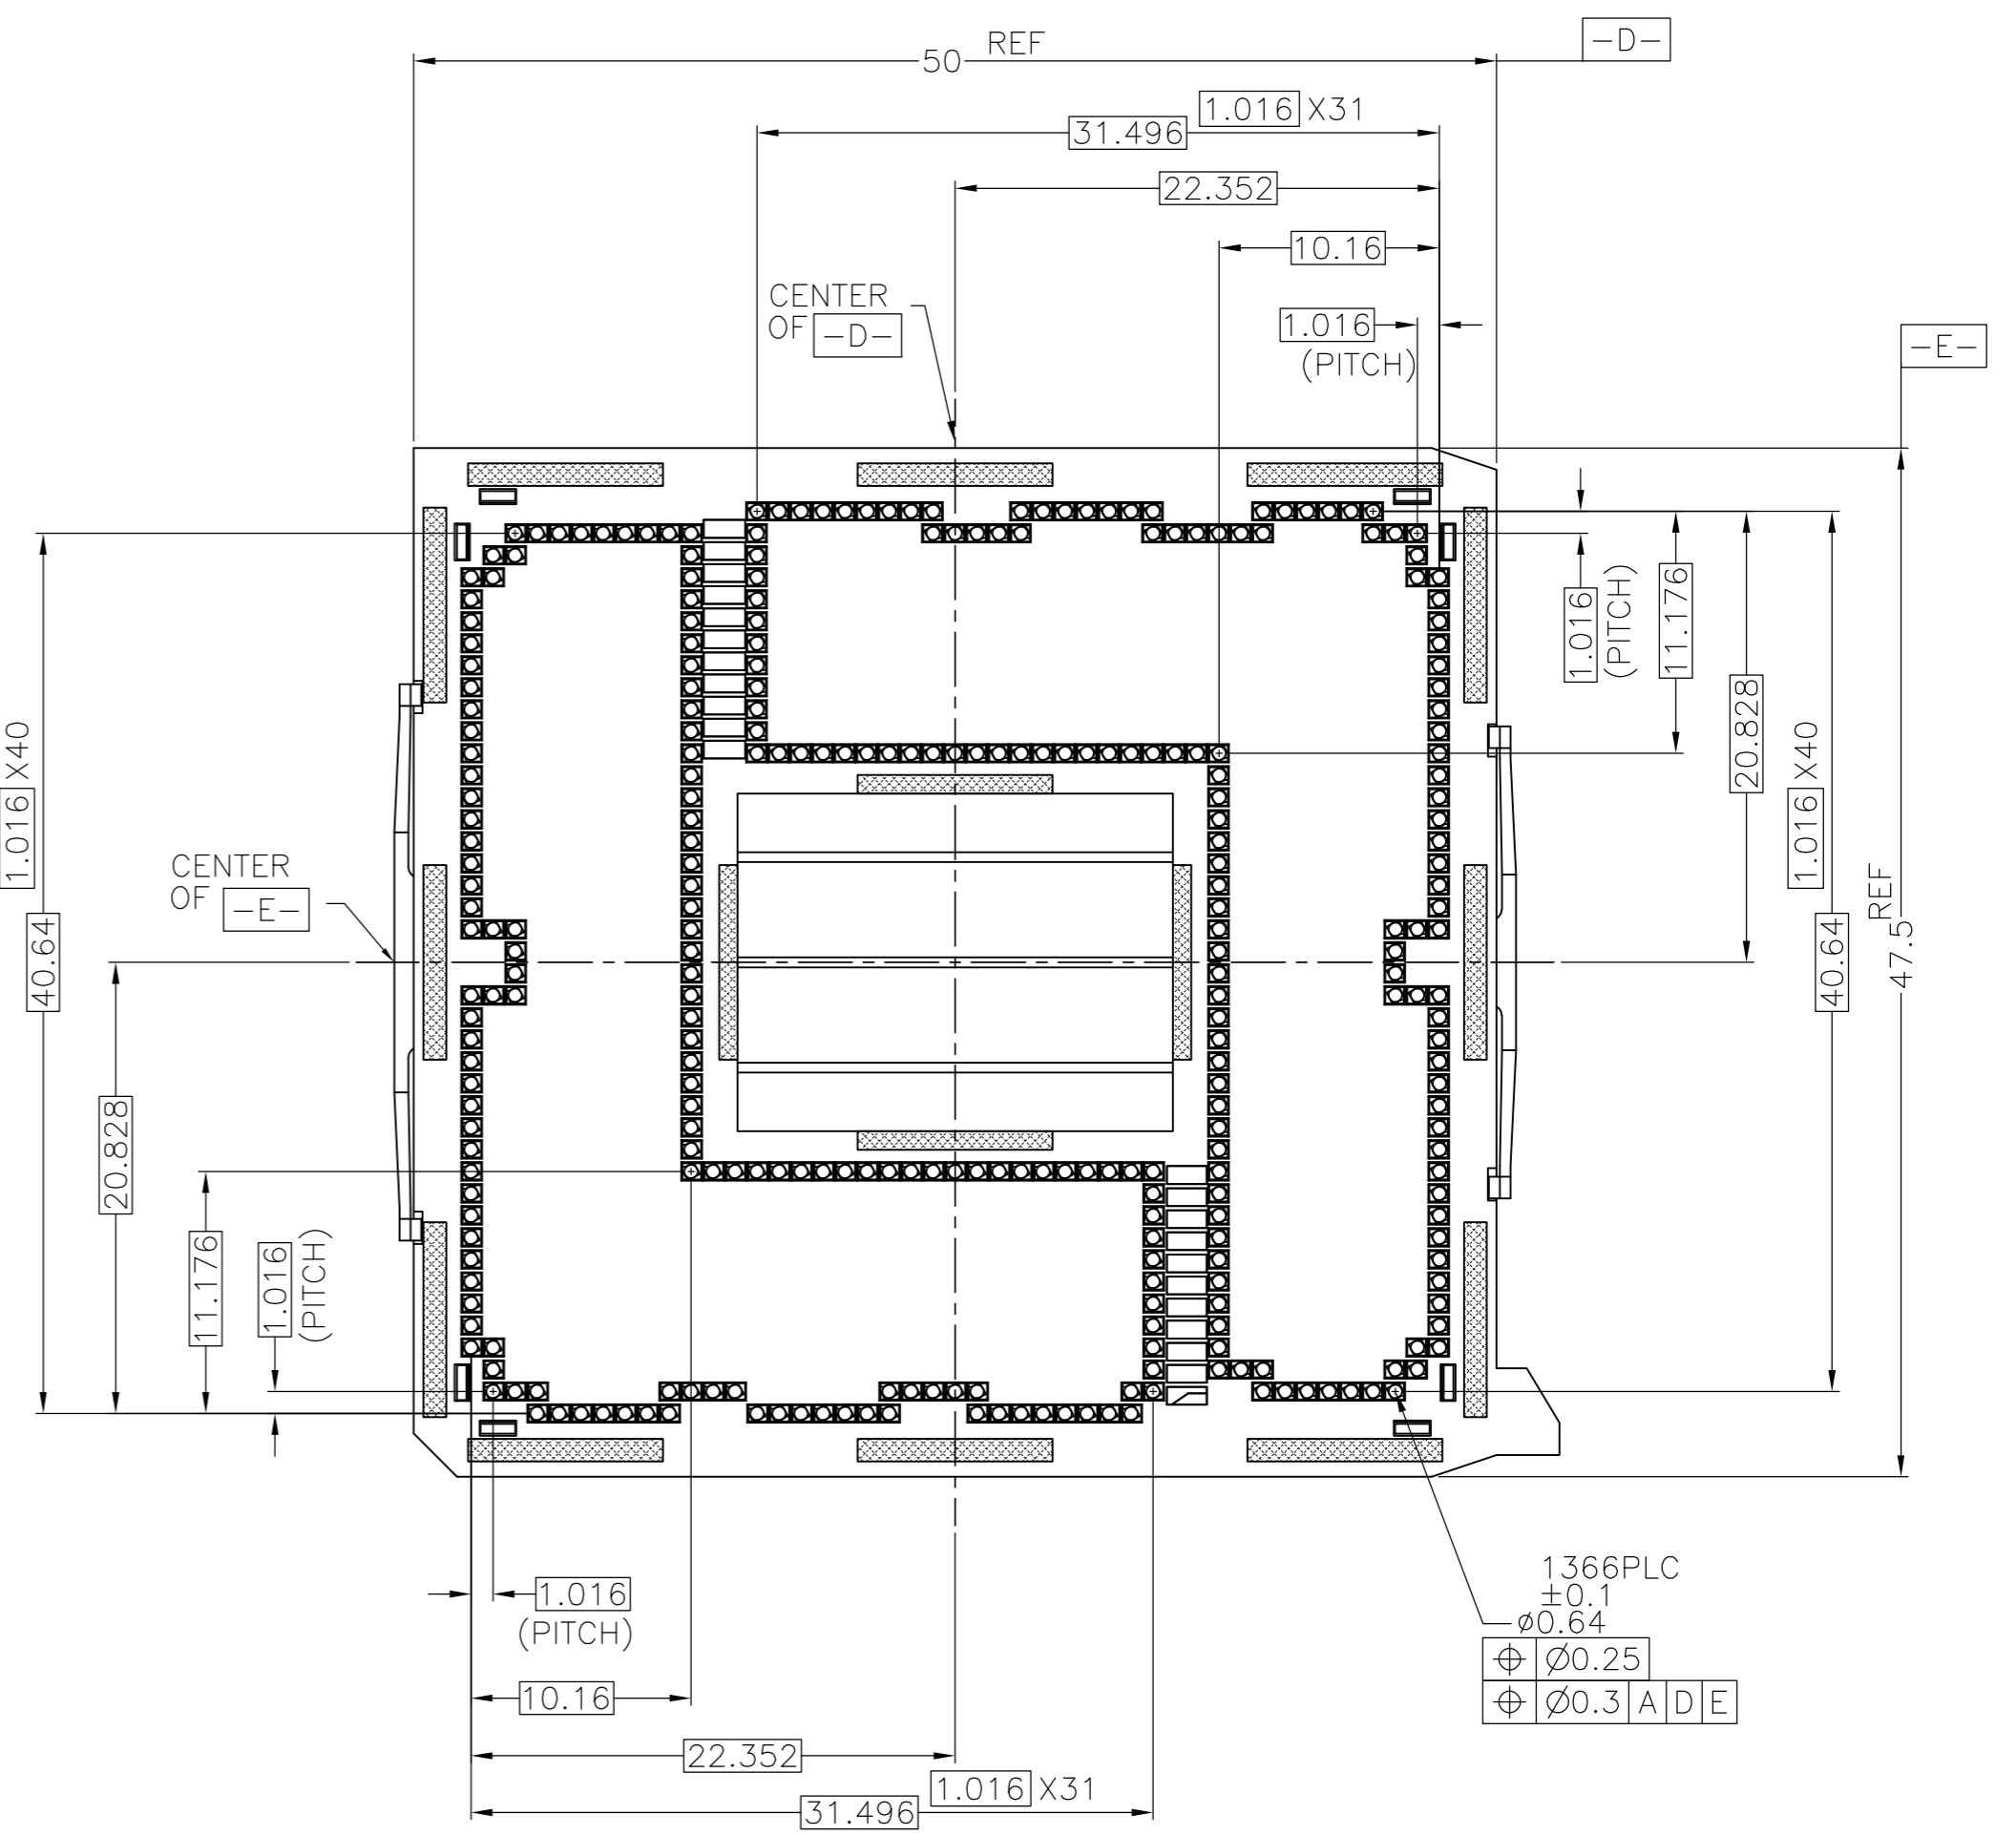 REF
50
-D-
1.016 X31
31.496
22.352
10.16
CENTER
OF -D-
1.016
(PITCH)
-E-
1.016 X40
40.64
CENTER
OF -E-
20.828
11.176
1.016
(PITCH)
1.016
(PITCH)
11.176
20.828
1.016 X40
40.64
REF
47.5
1.016
(PITCH)
10.16
22.352
1.016 X31
31.496
1366PLC
±0.1
ø0.64
⌖ Ø0.25
⌖ Ø0.3 A D E